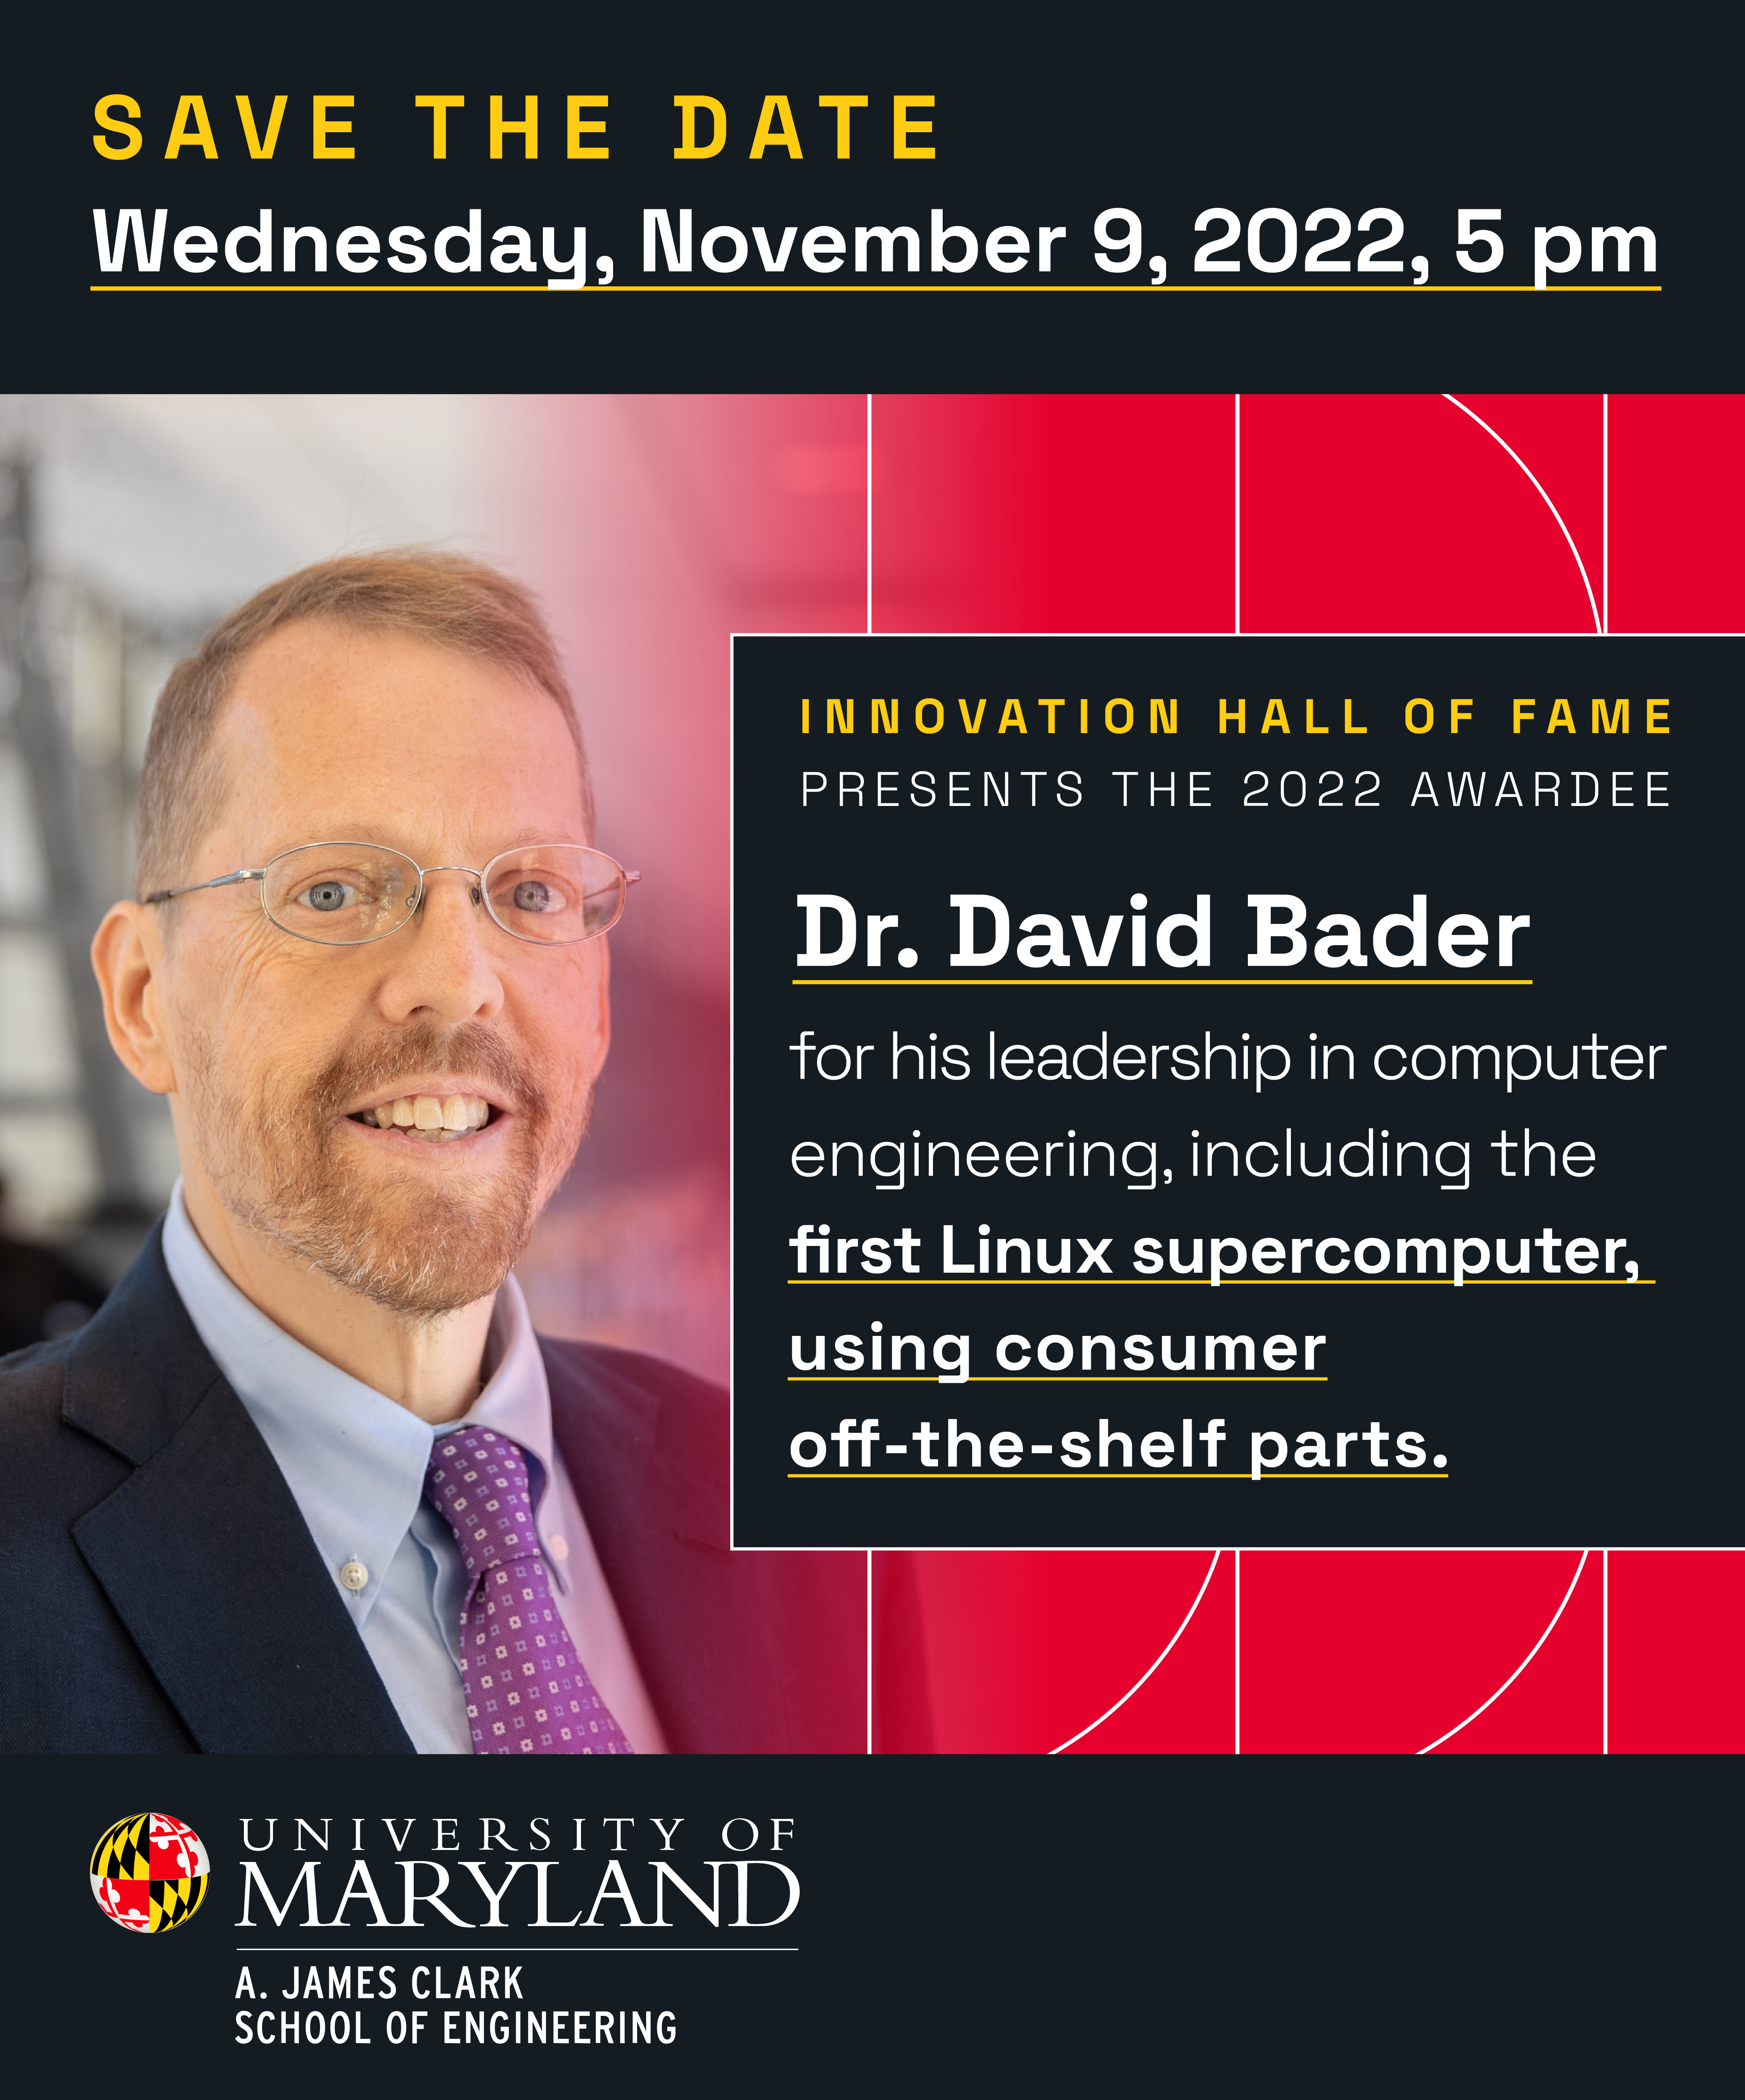 SAVE THE DATE
Wednesday, November 9, 2022, 5 pm
INNOVATION HALL OF FAME
PRESENTS THE 2022 AWARDEE
Dr. David Bader
for his leadership in computer
engineering, including the
first Linux supercomputer,
using consumer
off-the-shelf parts.
UNIVERSITY OF
MARYLAND
A. JAMES CLARK
SCHOOL OF ENGINEERING